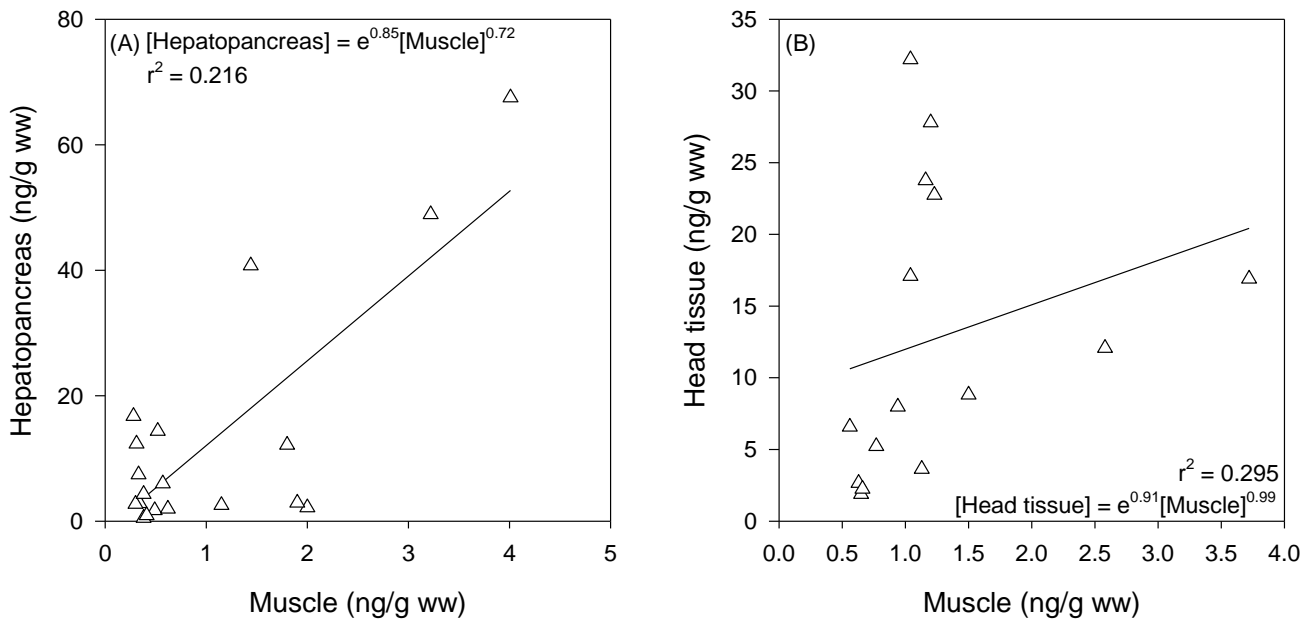 (A) [Hepatopancreas] = e^0.85[Muscle]^0.72
r^2 = 0.216
80
60
40
20
0
Hepatopancreas (ng/g ww)
0 1 2 3 4 5
Muscle (ng/g ww)
(B)
35
30
25
20
15
10
5
0
Head tissue (ng/g ww)
r^2 = 0.295
[Head tissue] = e^0.91[Muscle]^0.99
0.0 0.5 1.0 1.5 2.0 2.5 3.0 3.5 4.0
Muscle (ng/g ww)